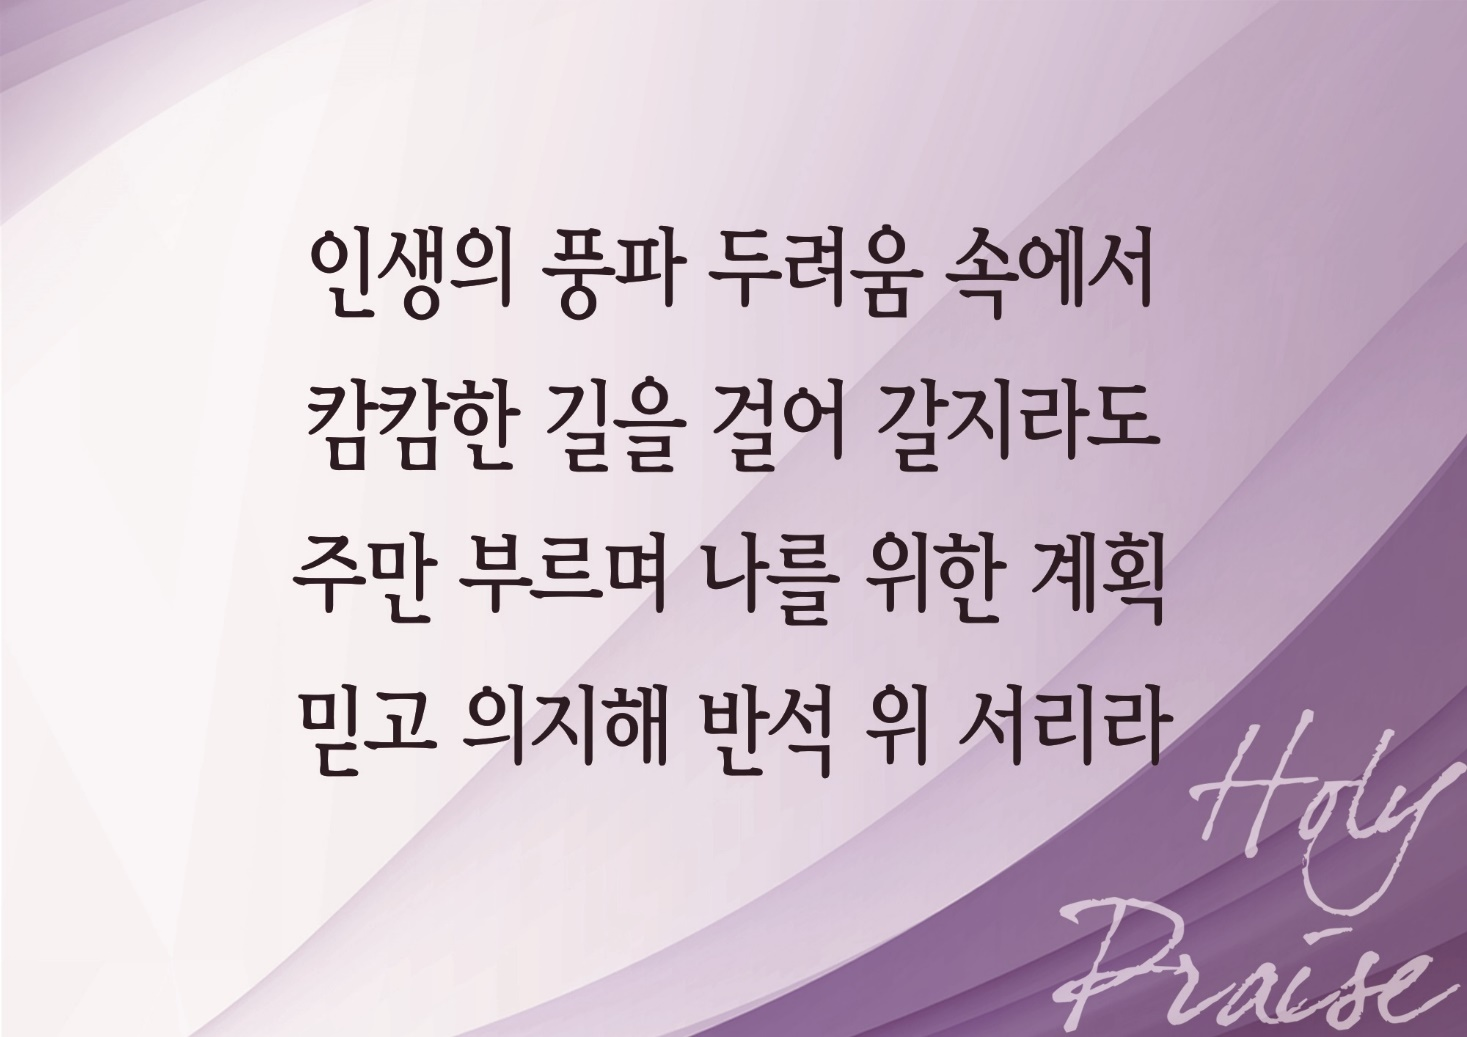 인생의 풍파 두려움 속에서
캄캄한 길을 걸어 갈지라도
주만 부르며 나를 위한 계획
믿고 의지해 반석 위 서리라
Holy
Praise